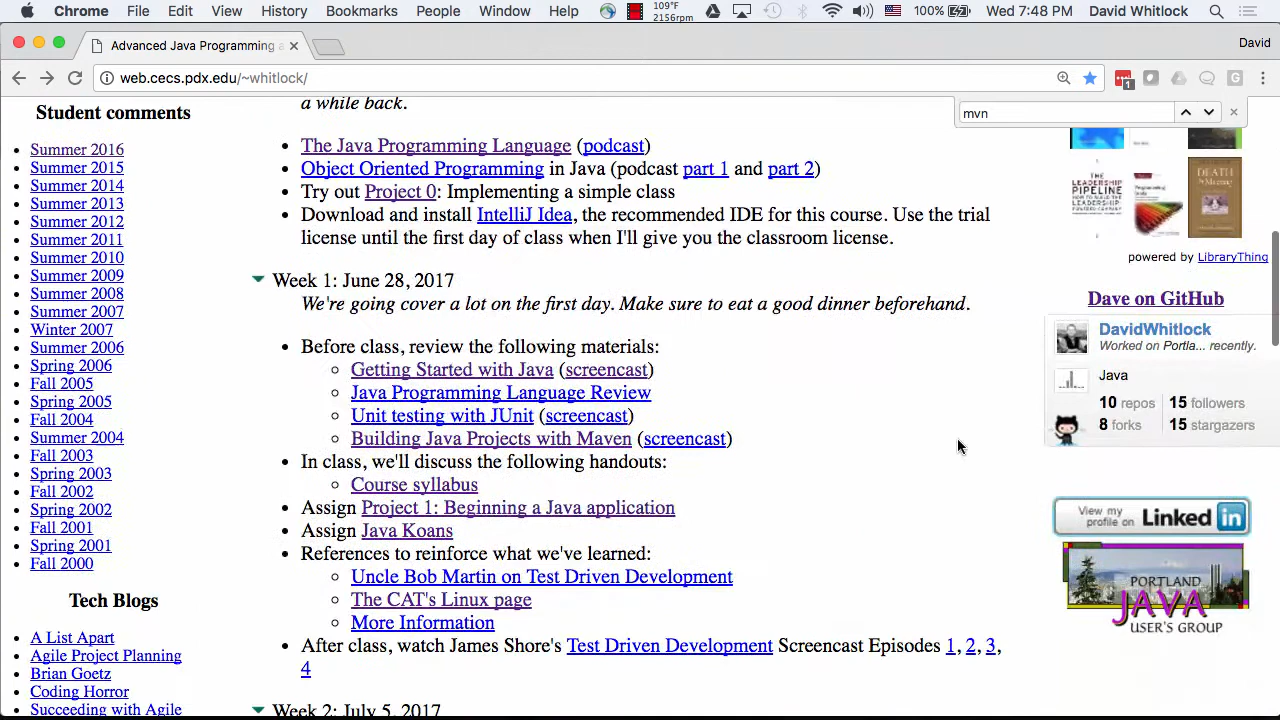 Chrome File Edit View History Bookmarks People Window Help 109°F 2156rpm 100% Wed 7:48 PM David Whitlock
Advanced Java Programming a
David
web.cecs.pdx.edu/~whitlock/
1
mvn
Student comments
Summer 2016
Summer 2015
Summer 2014
Summer 2013
Summer 2012
Summer 2011
Summer 2010
Summer 2009
Summer 2008
Summer 2007
Winter 2007
Summer 2006
Spring 2006
Fall 2005
Spring 2005
Fall 2004
Summer 2004
Fall 2003
Spring 2003
Fall 2002
Spring 2002
Fall 2001
Spring 2001
Fall 2000
Tech Blogs
A List Apart
Agile Project Planning
Brian Goetz
Coding Horror
Succeeding with Agile
a while back.
The Java Programming Language (podcast)
Object Oriented Programming in Java (podcast part 1 and part 2)
Try out Project 0: Implementing a simple class
Download and install IntelliJ Idea, the recommended IDE for this course. Use the trial
license until the first day of class when I'll give you the classroom license.
Week 1: June 28, 2017
We're going cover a lot on the first day. Make sure to eat a good dinner beforehand.
Before class, review the following materials:
Getting Started with Java (screencast)
Java Programming Language Review
Unit testing with JUnit (screencast)
Building Java Projects with Maven (screencast)
In class, we'll discuss the following handouts:
Course syllabus
Assign Project 1: Beginning a Java application
Assign Java Koans
References to reinforce what we've learned:
Uncle Bob Martin on Test Driven Development
The CAT's Linux page
More Information
After class, watch James Shore's Test Driven Development Screencast Episodes 1, 2, 3,
4
Week 2: July 5, 2017
THE
LEADERSHIP
PIPELINE
DEATH
powered by LibraryThing
Dave on GitHub
DavidWhitlock
Worked on Portla... recently.
Java
10 repos 15 followers
8 forks 15 stargazers
View my
profile on Linked in
PORTLAND
JAVA
USER'S GROUP